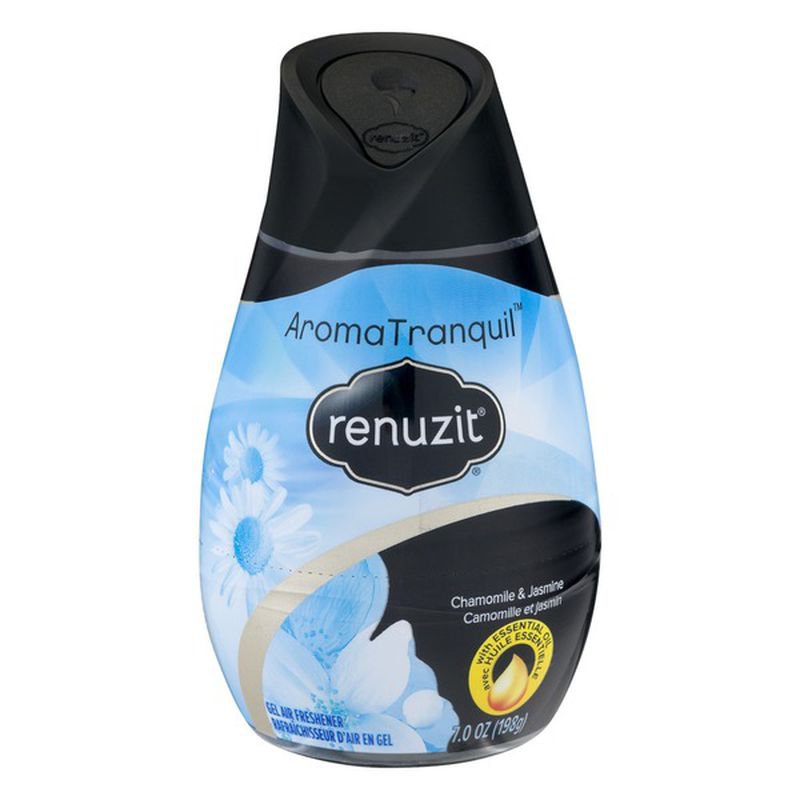 renuzit
AromaTranquil™
renuzit®
®
Chamomile & Jasmine
Camomille et jasmin
with ESSENTIAL OIL
avec HUILE ESSENTIELLE
GEL AIR FRESHENER
RAFRAÎCHISSEUR D'AIR EN GEL
7.0 OZ (198g)